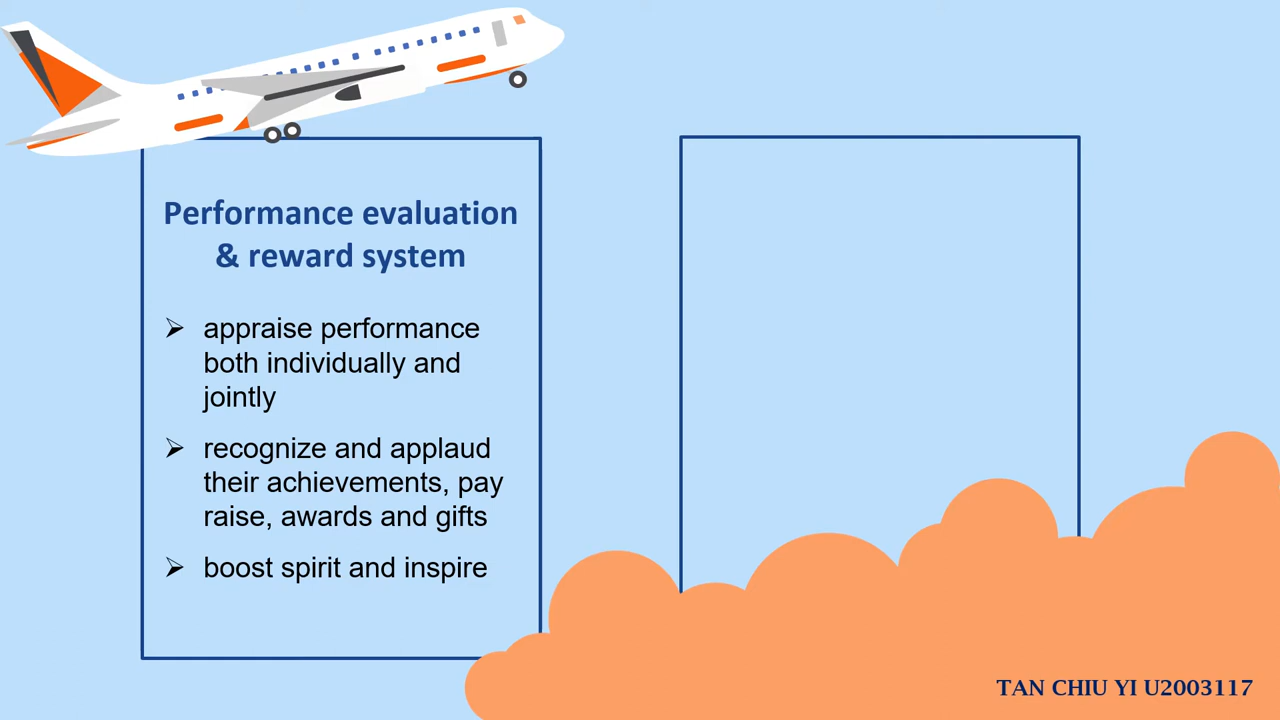 Performance evaluation
& reward system
➢ appraise performance
both individually and
jointly
➢ recognize and applaud
their achievements, pay
raise, awards and gifts
➢ boost spirit and inspire
TAN CHIU YI U2003117